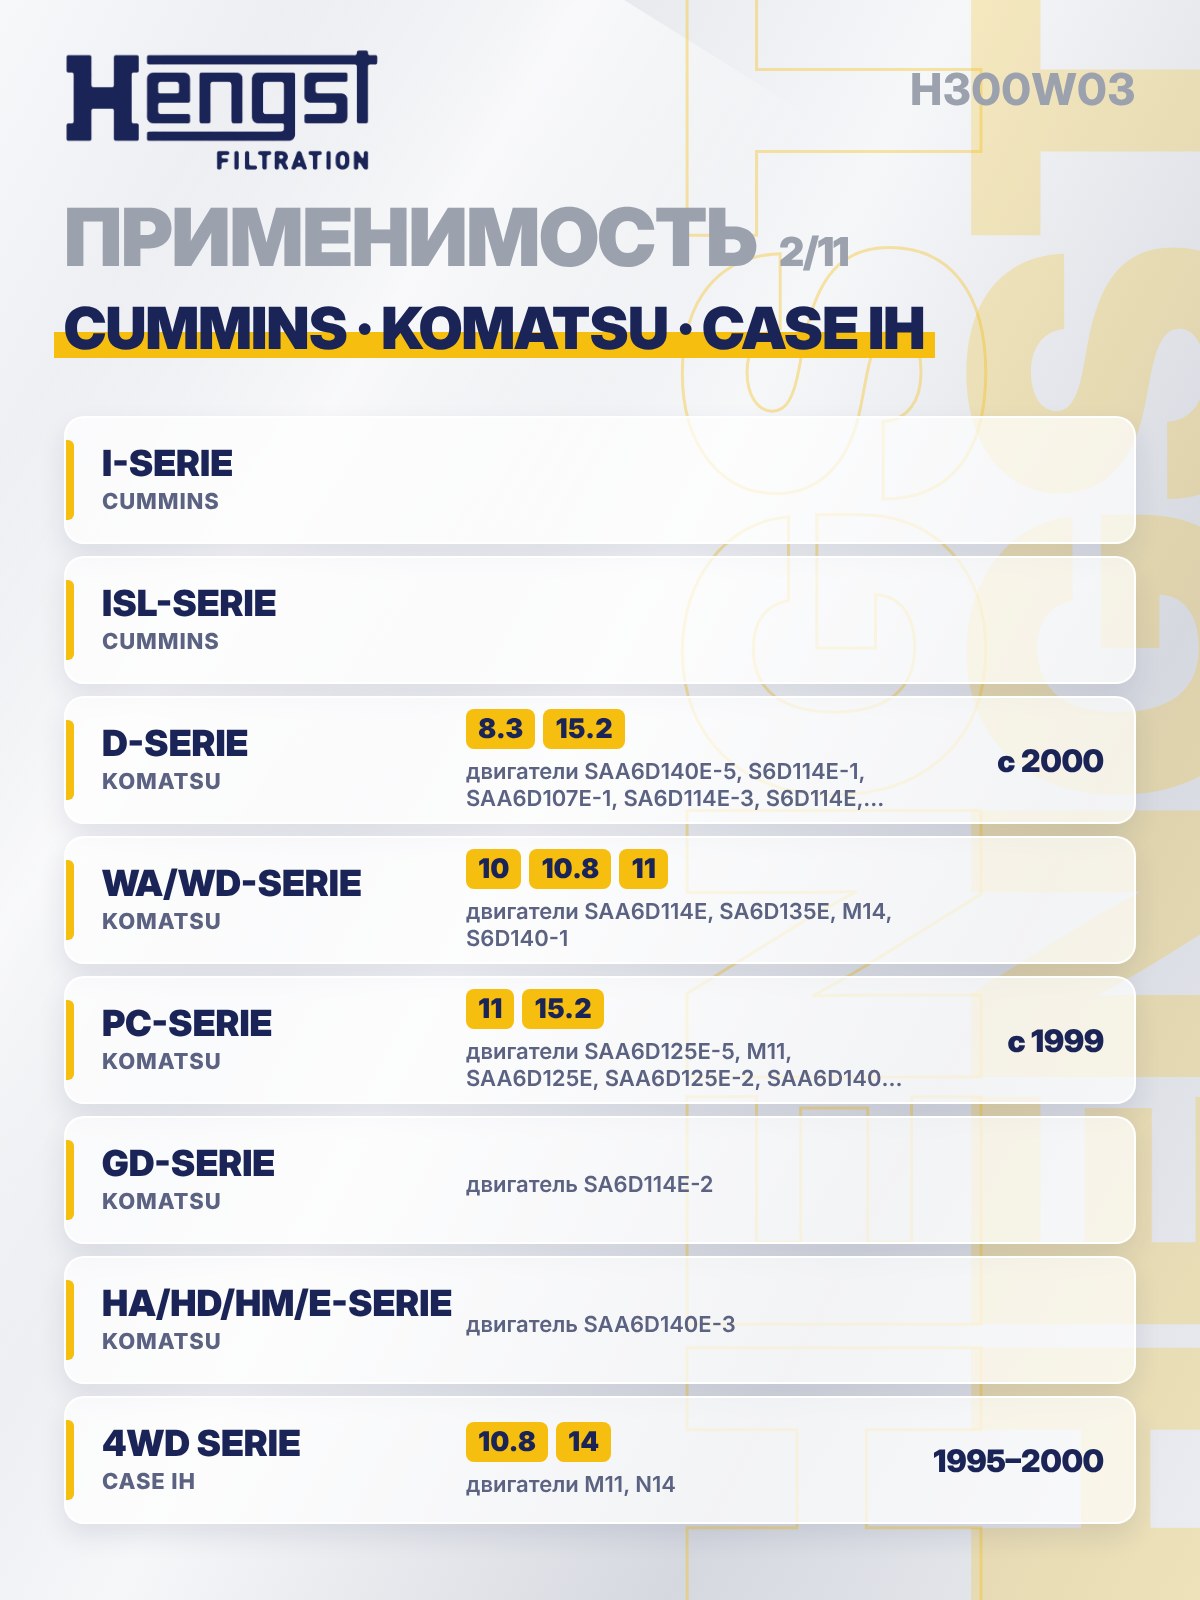 Hengst
FILTRATION
H300W03
ПРИМЕНИМОСТЬ 2/11
CUMMINS · KOMATSU · CASE IH
I-SERIE
CUMMINS
ISL-SERIE
CUMMINS
D-SERIE
KOMATSU
8.3 15.2
двигатели SAA6D140E-5, S6D114E-1,
SAA6D107E-1, SA6D114E-3, S6D114E,...
с 2000
WA/WD-SERIE
KOMATSU
10 10.8 11
двигатели SAA6D114E, SA6D135E, M14,
S6D140-1
PC-SERIE
KOMATSU
11 15.2
двигатели SAA6D125E-5, M11,
SAA6D125E, SAA6D125E-2, SAA6D140...
с 1999
GD-SERIE
KOMATSU
двигатель SA6D114E-2
HA/HD/HM/E-SERIE
KOMATSU
двигатель SAA6D140E-3
4WD SERIE
CASE IH
10.8 14
двигатели M11, N14
1995–2000
HENGST
HENGST